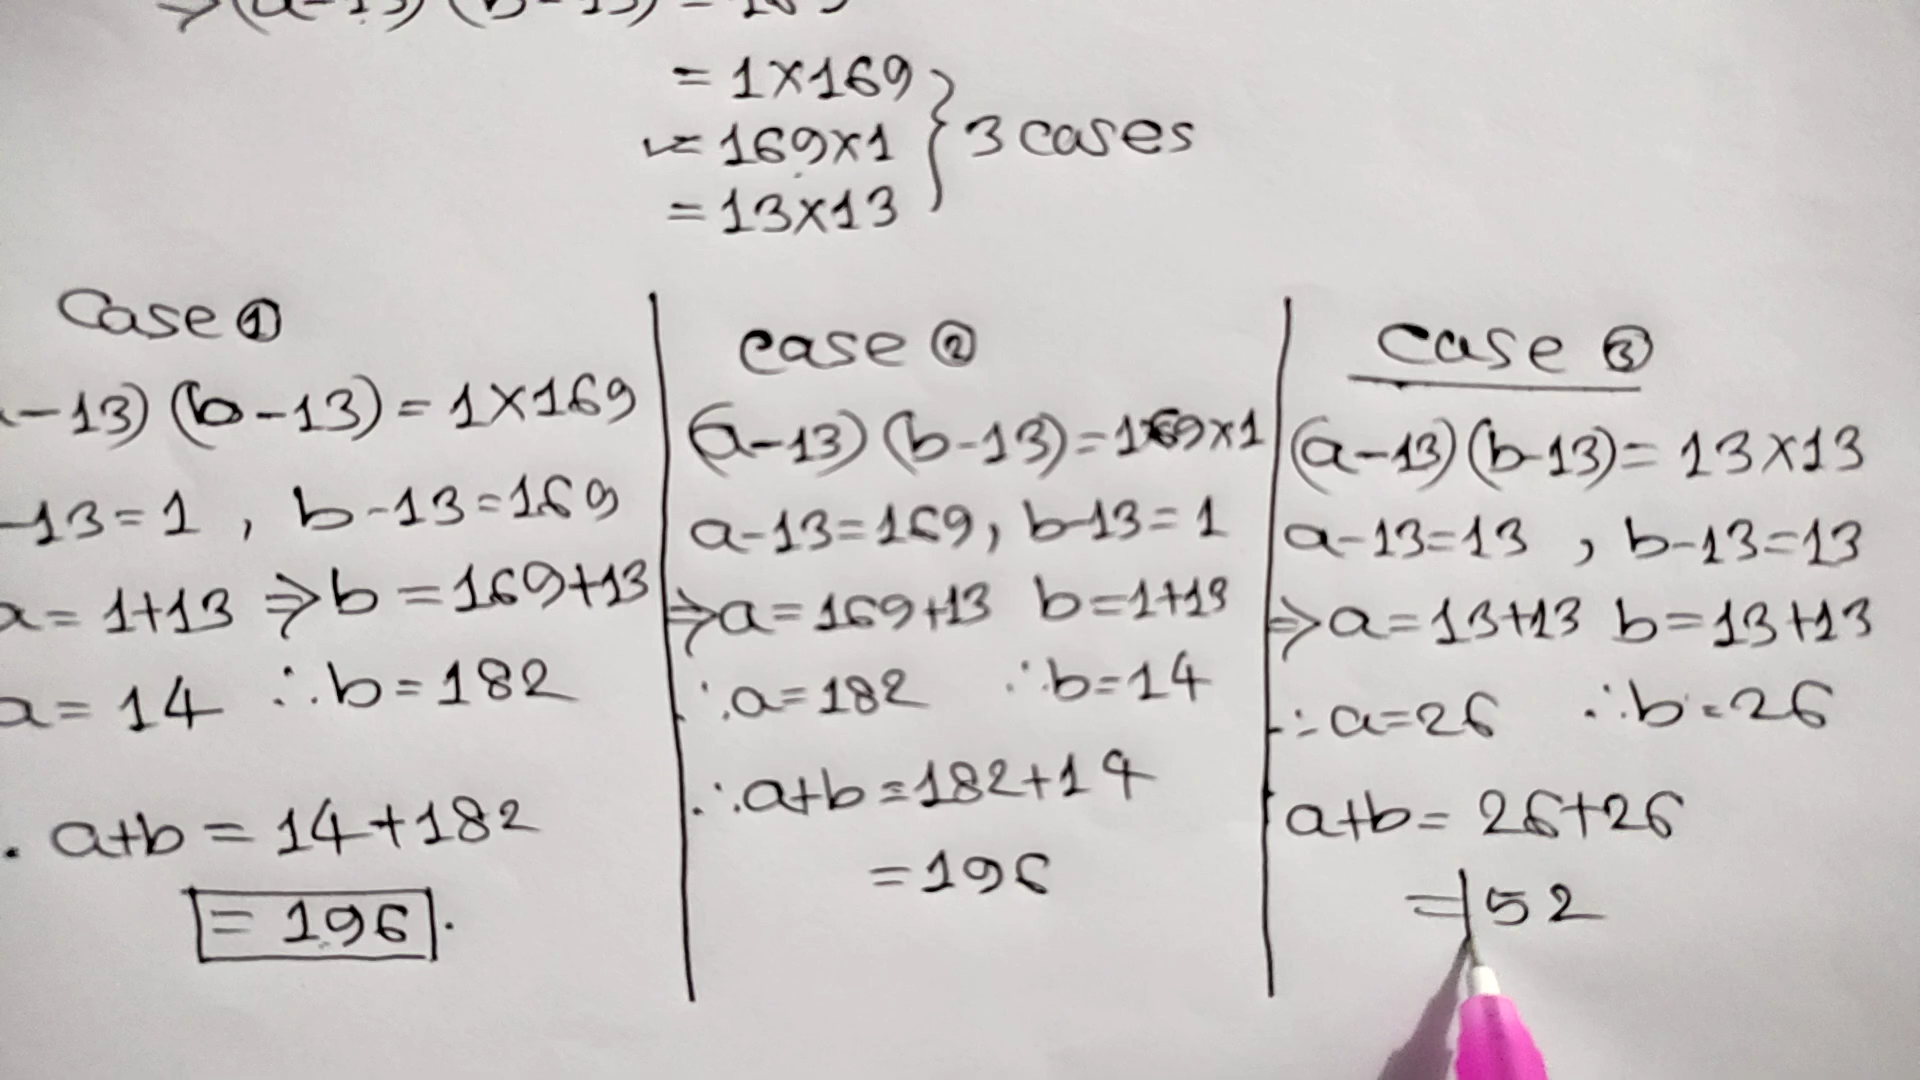 ⇒(a-13)(b-13) = 169
= 1×169
= 169×1
= 13×13
} 3 cases
Case ①
-13)(b-13) = 1×169
-13=1 , b-13=169
a= 1+13 ⇒b = 169+13
a= 14 ∴b=182
. a+b = 14+182
= 196.
case ②
(a-13)(b-13)=169×1
a-13=169, b-13=1
⇒a=169+13 b=1+13
∴a=182 ∴b=14
∴a+b=182+14
=196
case ③
(a-13)(b-13)= 13×13
a-13=13 , b-13=13
⇒a=13+13 b=13+13
∴a=26 ∴b=26
a+b= 26+26
=52